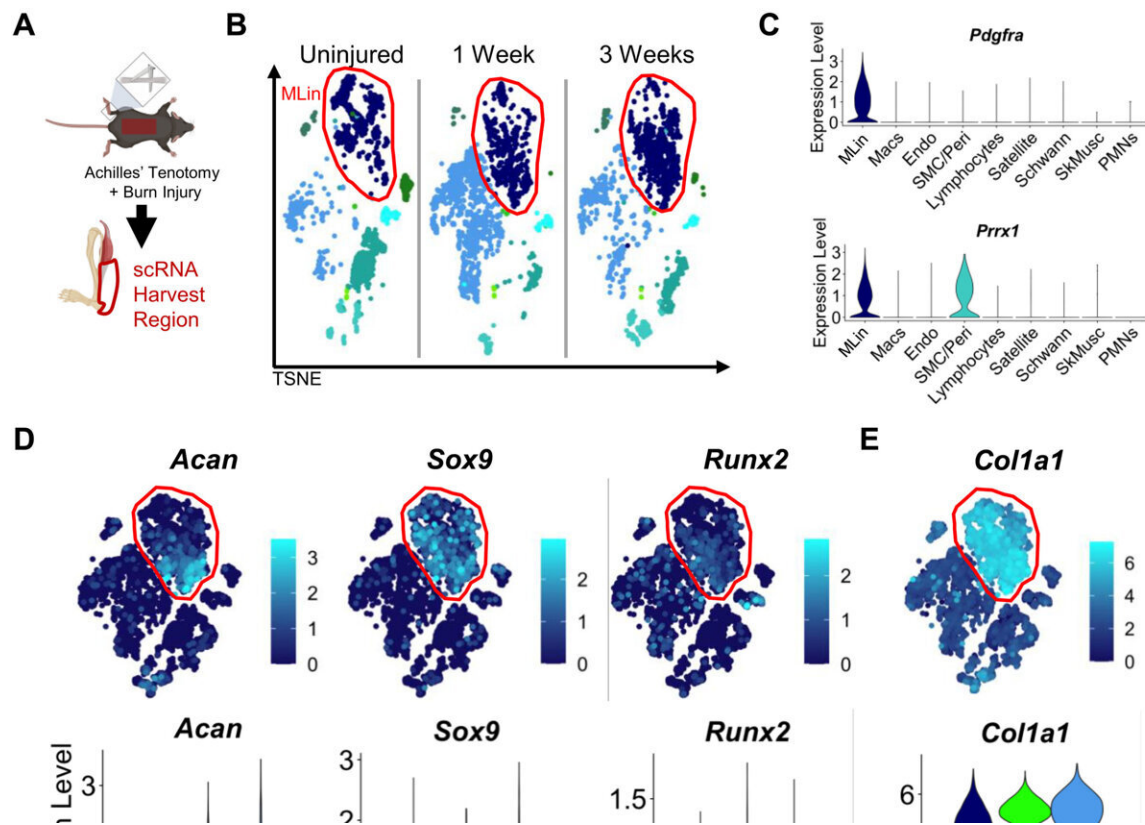 A
Achilles' Tenotomy
+ Burn Injury
scRNA
Harvest
Region
B
Uninjured
1 Week
3 Weeks
MLin
TSNE
C
Pdgfra
Expression Level
3
2
1
0
MLin
Macs
Endo
SMC/Peri
Lymphocytes
Satellite
Schwann
SkMusc
PMNs
Prrx1
Expression Level
3
2
1
0
MLin
Macs
Endo
SMC/Peri
Lymphocytes
Satellite
Schwann
SkMusc
PMNs
D
Acan
3
2
1
0
Sox9
2
1
0
Runx2
2
1
0
E
Col1a1
6
4
2
0
Acan
Level
3
Sox9
3
2
Runx2
1.5
Col1a1
6